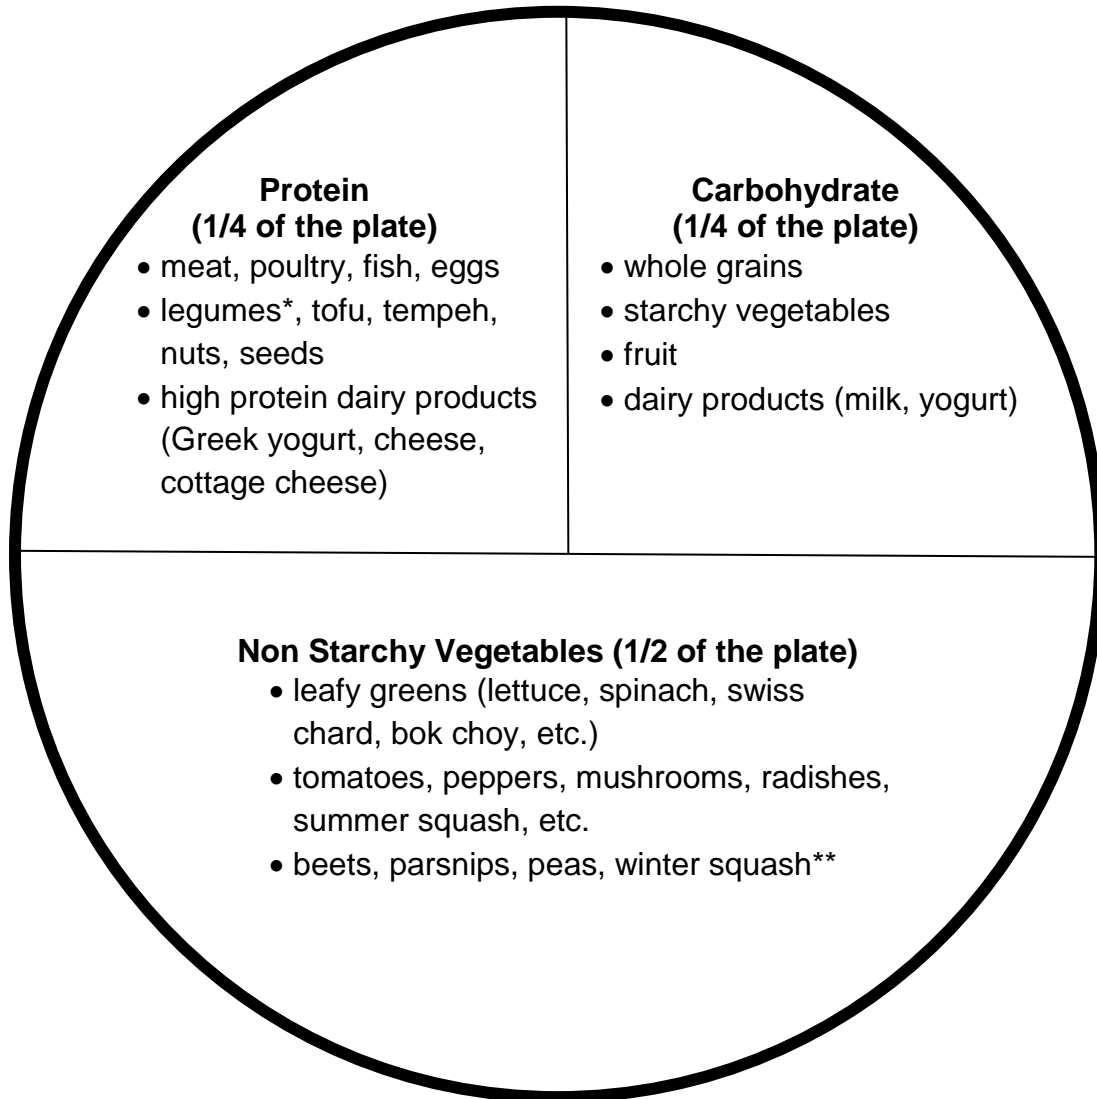 Protein
(1/4 of the plate)
• meat, poultry, fish, eggs
• legumes*, tofu, tempeh,
nuts, seeds
• high protein dairy products
(Greek yogurt, cheese,
cottage cheese)
Carbohydrate
(1/4 of the plate)
• whole grains
• starchy vegetables
• fruit
• dairy products (milk, yogurt)
Non Starchy Vegetables (1/2 of the plate)
• leafy greens (lettuce, spinach, swiss
chard, bok choy, etc.)
• tomatoes, peppers, mushrooms, radishes,
summer squash, etc.
• beets, parsnips, peas, winter squash**